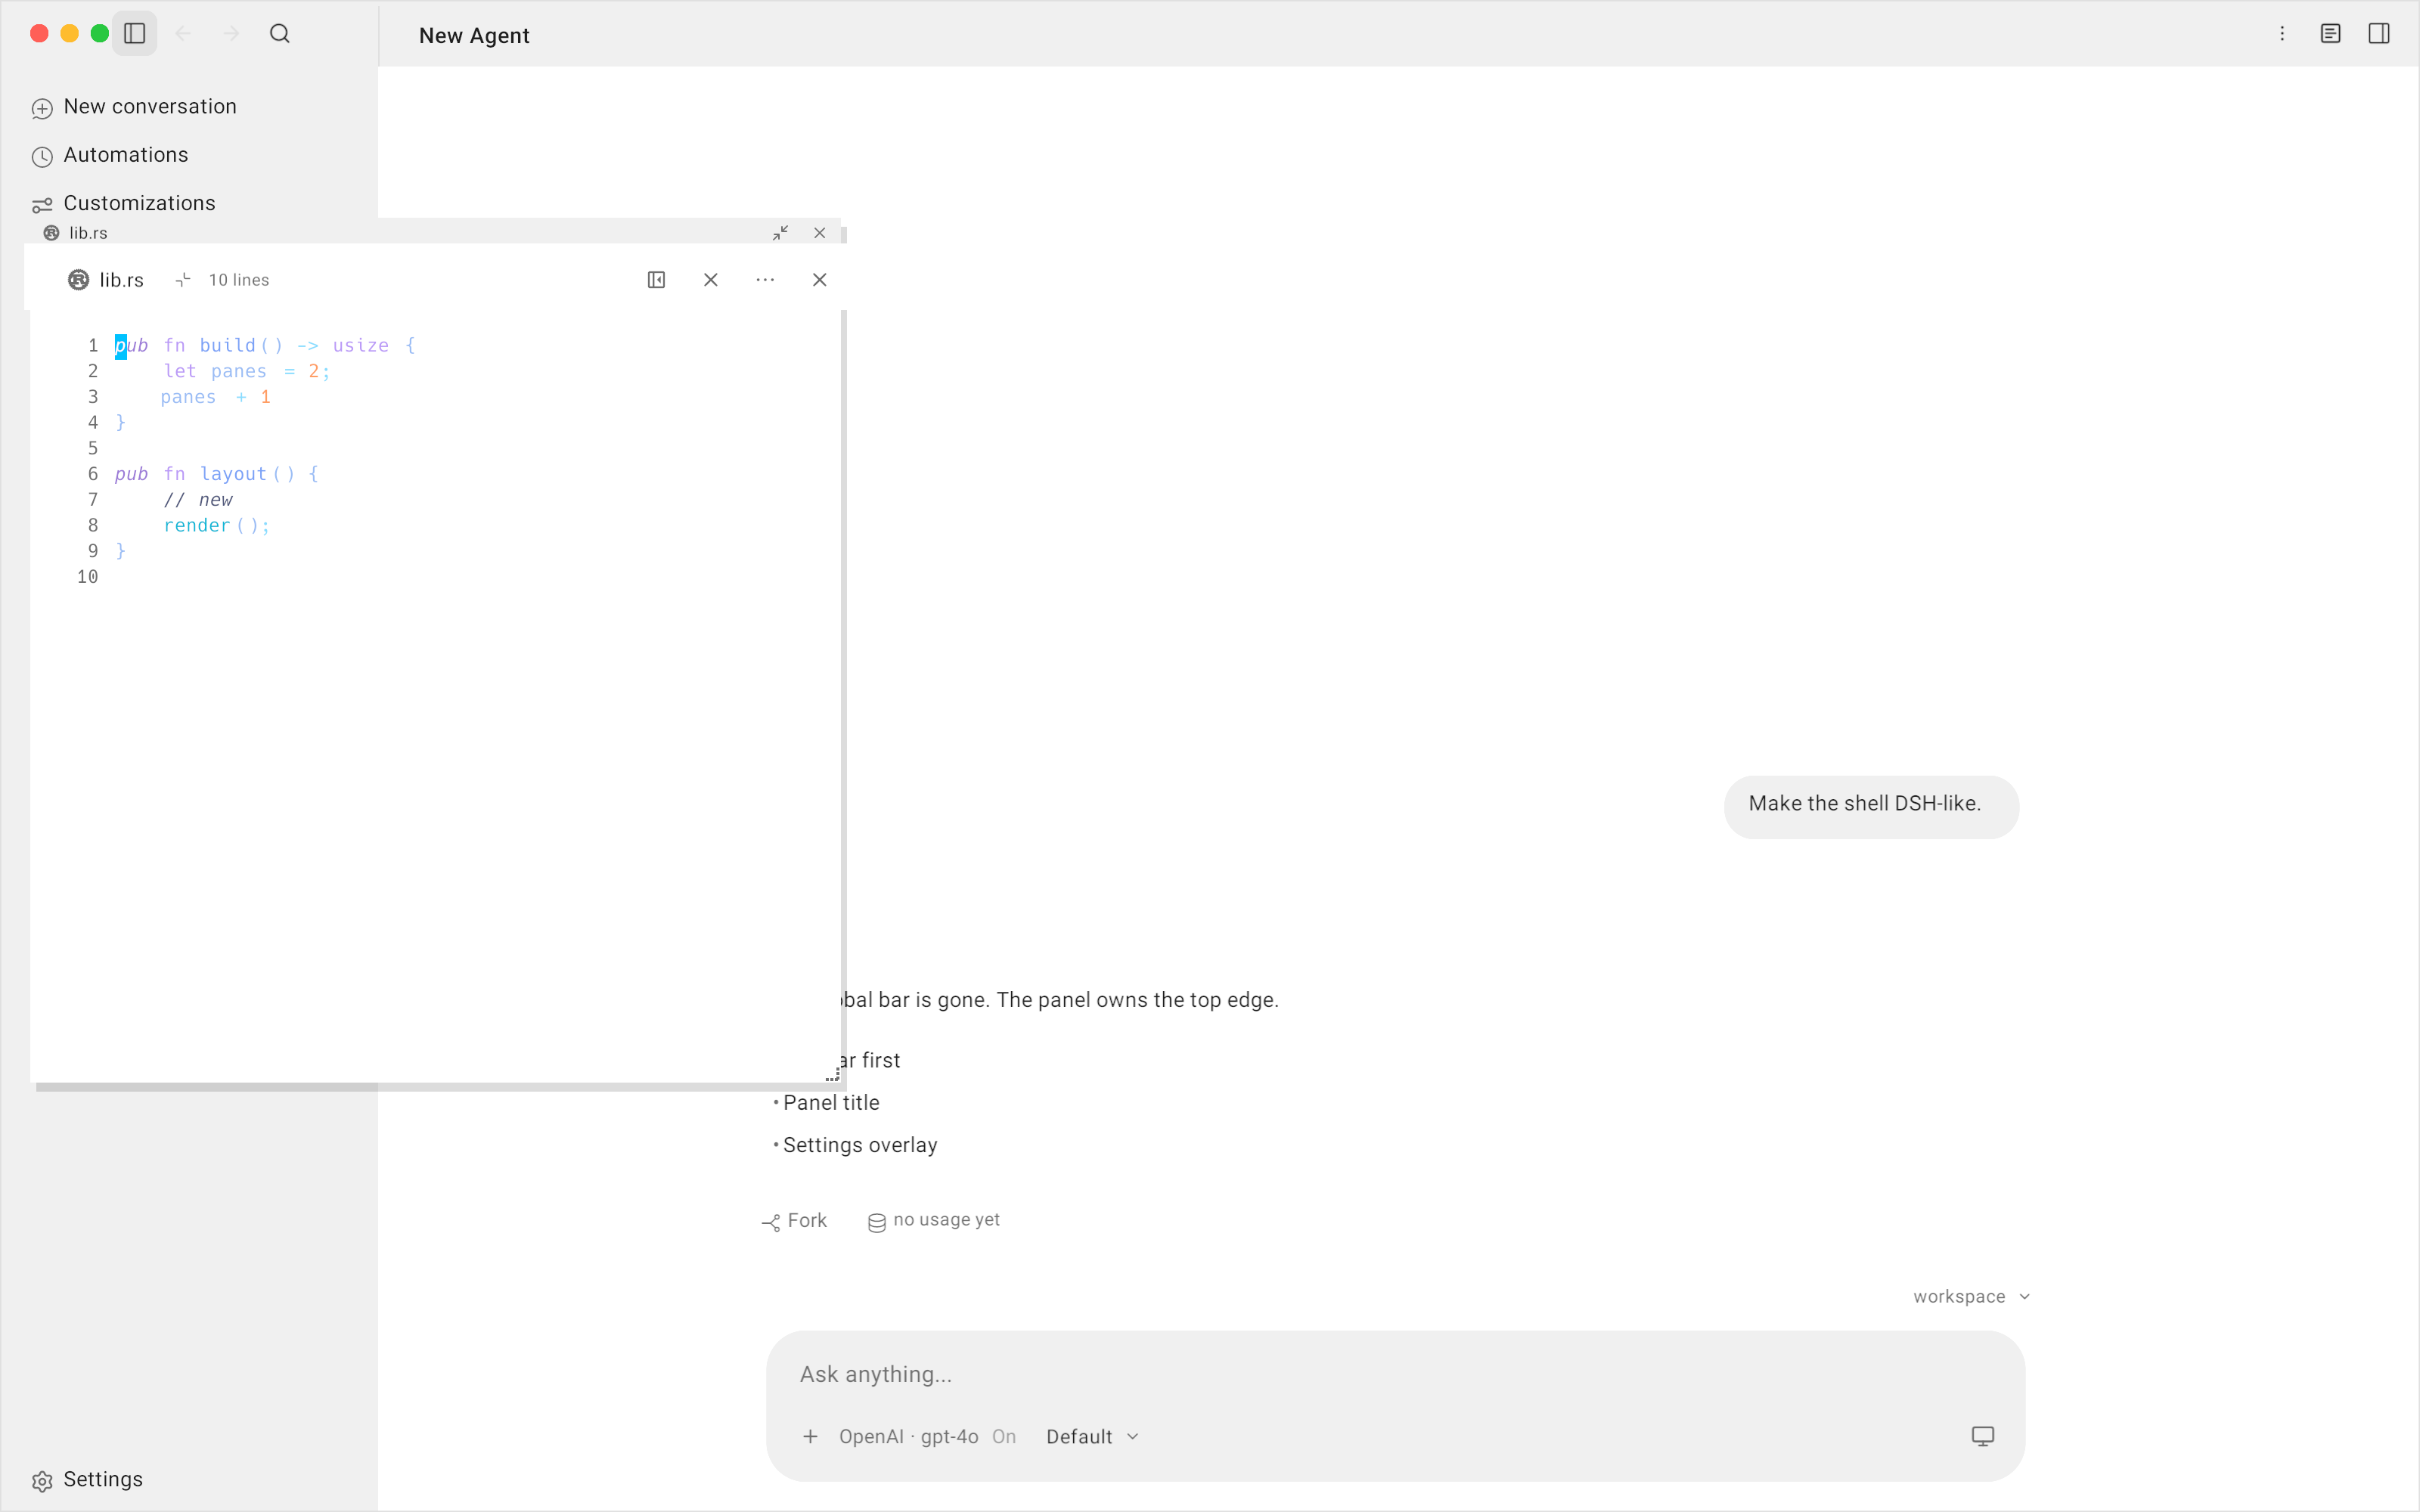 New Agent
New conversation
Automations
Customizations
lib.rs
lib.rs 10 lines
1 pub fn build() -> usize {
2     let panes = 2;
3     panes + 1
4 }
5
6 pub fn layout() {
7     // new
8     render();
9 }
10
Make the shell DSH-like.
bal bar is gone. The panel owns the top edge.
ar first
• Panel title
• Settings overlay
Fork no usage yet
workspace
Ask anything...
+ OpenAI · gpt-4o On Default
Settings